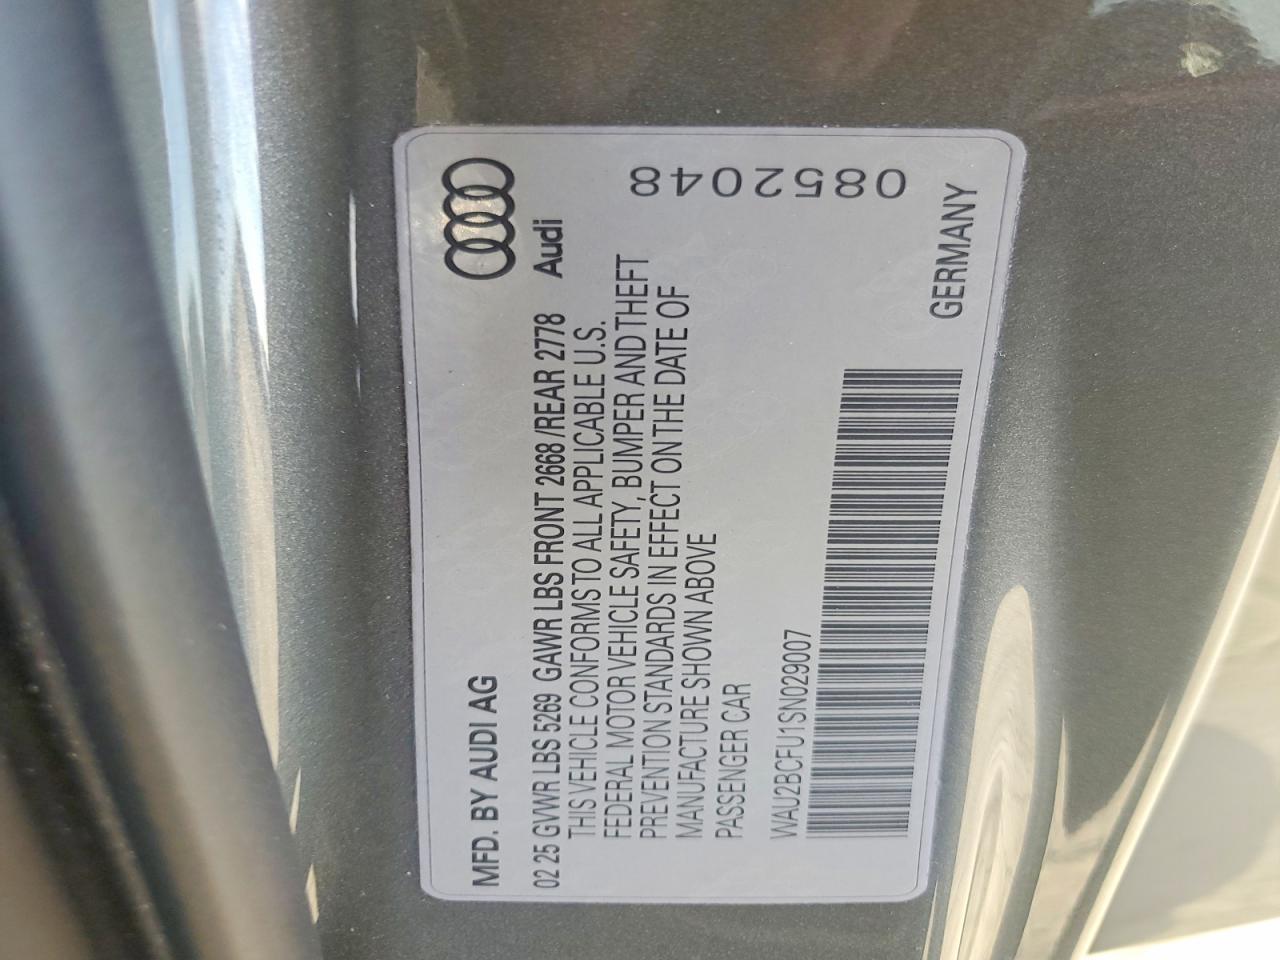 MFD. BY AUDI AG
Audi
02 25 GVWR LBS 5269 GAWR LBS FRONT 2668 /REAR 2778
THIS VEHICLE CONFORMS TO ALL APPLICABLE U.S.
FEDERAL MOTOR VEHICLE SAFETY, BUMPER AND THEFT
PREVENTION STANDARDS IN EFFECT ON THE DATE OF
MANUFACTURE SHOWN ABOVE
PASSENGER CAR
WAU2BCFU1SN029007
0852048
GERMANY